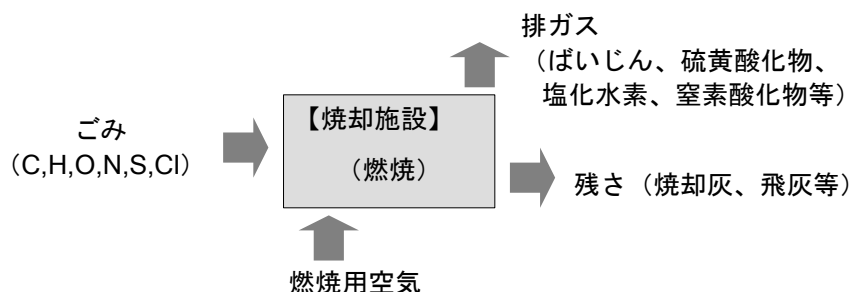 排ガス
（ばいじん、硫黄酸化物、
塩化水素、窒素酸化物等）
ごみ
（C,H,O,N,S,Cl）
【焼却施設】
（燃焼）
残さ（焼却灰、飛灰等）
燃焼用空気